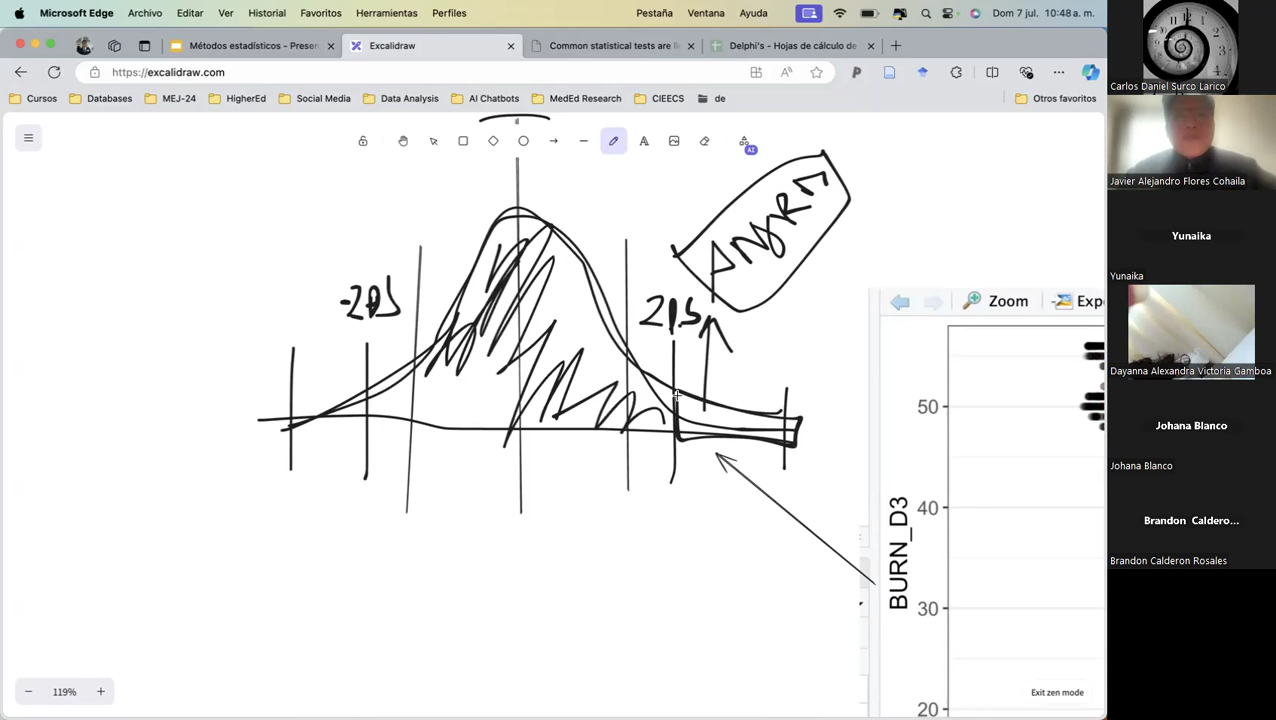 Microsoft Edge Archivo Editar Ver Historial Favoritos Herramientas Perfiles Pestaña Ventana Ayuda Dom 7 jul. 10:48 a. m.
Métodos estadísticos - Presen Excalidraw Common statistical tests are li Delphi's - Hojas de cálculo de
https://excalidraw.com
Cursos Databases MEJ-24 HigherEd Social Media Data Analysis AI Chatbots MedEd Research CIEECS de Otros favoritos
AI
Zoom Exp
50
40
30
20
BURN_D3
119%
Exit zen mode
Carlos Daniel Surco Larico
Javier Alejandro Flores Cohaila
Yunaika
Yunaika
Dayanna Alexandra Victoria Gamboa
Johana Blanco
Johana Blanco
Brandon Caldero...
Brandon Calderon Rosales